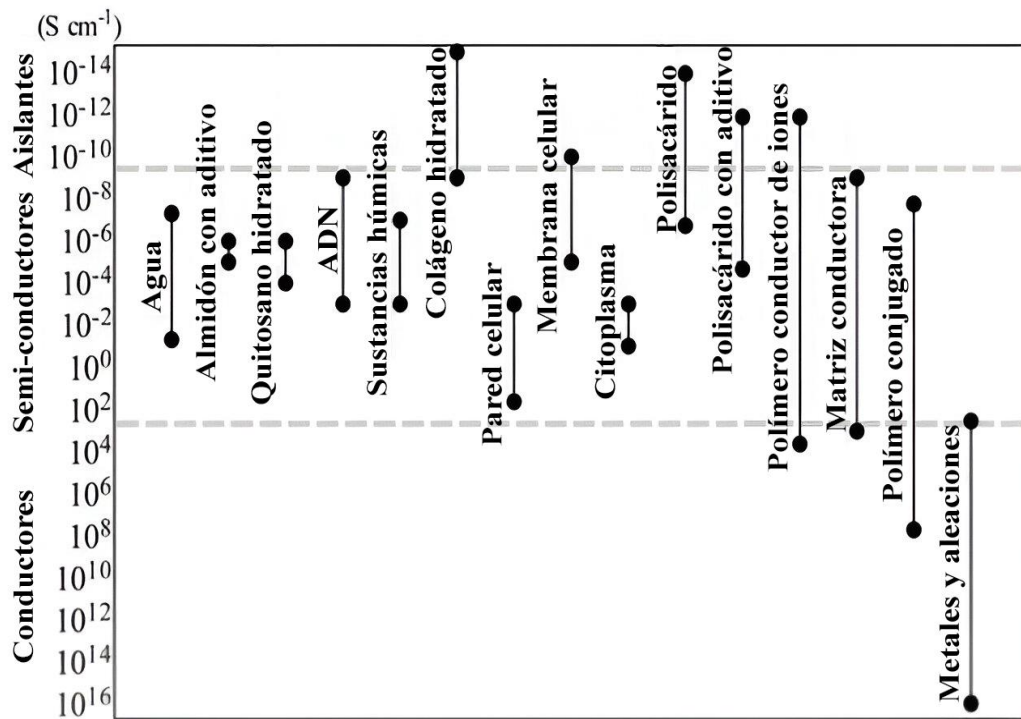 (S cm⁻¹)
Aislantes
Semi-conductores
Conductores
10⁻¹⁴
10⁻¹²
10⁻¹⁰
10⁻⁸
10⁻⁶
10⁻⁴
10⁻²
10⁰
10²
10⁴
10⁶
10⁸
10¹⁰
10¹²
10¹⁴
10¹⁶
Agua
Almidón con aditivo
Quitosano hidratado
ADN
Sustancias húmicas
Colágeno hidratado
Pared celular
Membrana celular
Citoplasma
Polisacárido
Polisacárido con aditivo
Polímero conductor de iones
Matriz conductora
Polímero conjugado
Metales y aleaciones